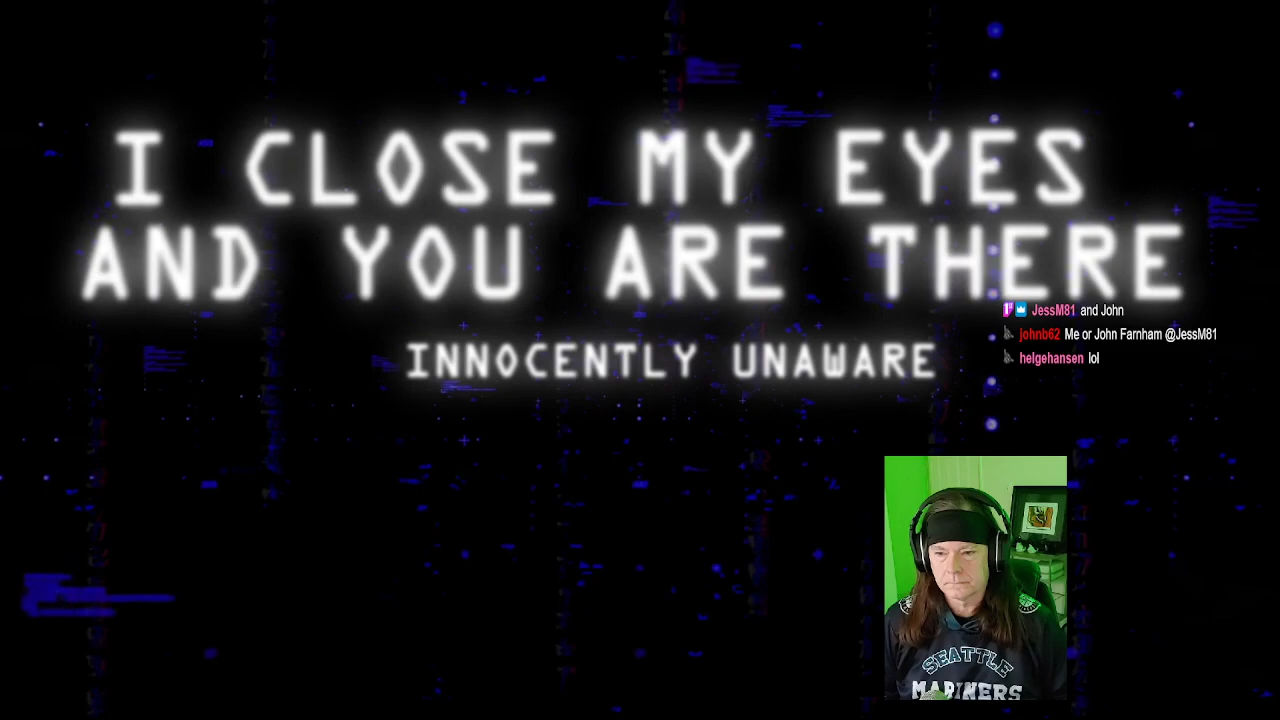 I CLOSE MY EYES
AND YOU ARE THERE
INNOCENTLY UNAWARE
JessM81 and John
johnb62 Me or John Farnham @JessM81
helgehansen lol
SEATTLE
MARINERS